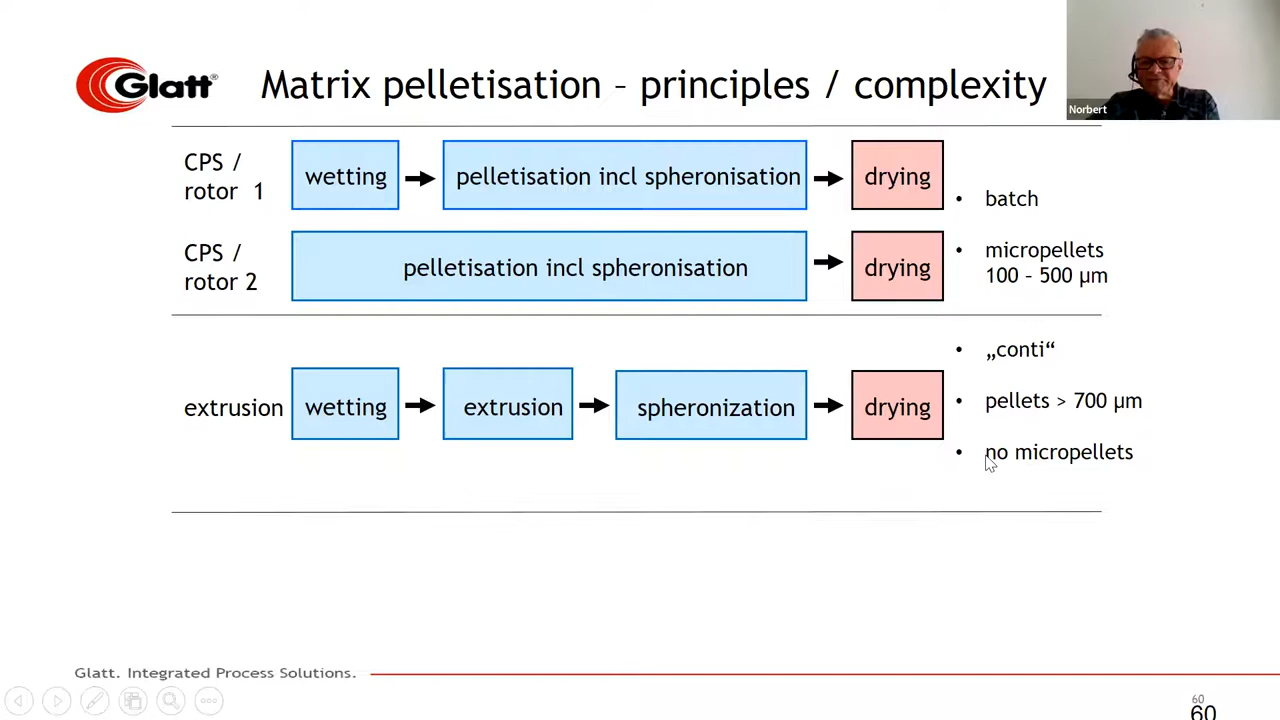 Glatt®
Matrix pelletisation – principles / complexity
Norbert
CPS /
rotor 1
wetting
pelletisation incl spheronisation
drying
• batch
CPS /
rotor 2
pelletisation incl spheronisation
drying
• micropellets
100 – 500 µm
extrusion
wetting
extrusion
spheronization
drying
• „conti“
• pellets > 700 µm
• no micropellets
Glatt. Integrated Process Solutions.
60
60